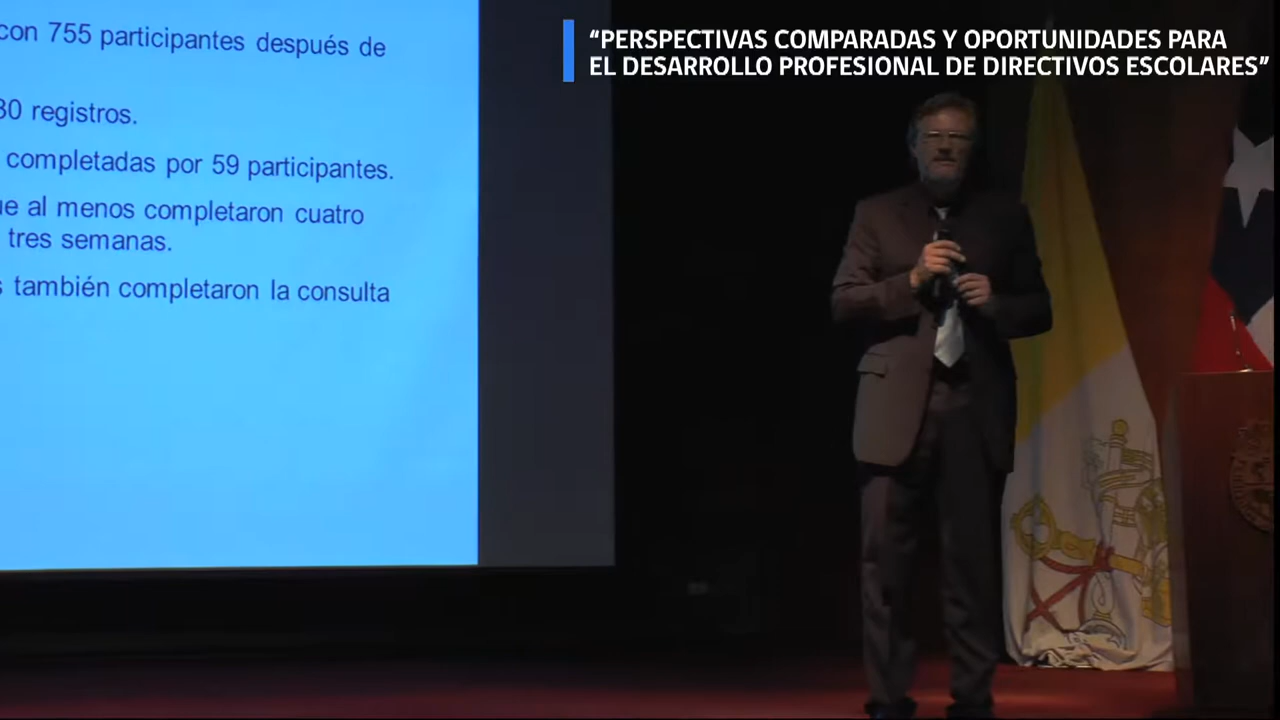 “PERSPECTIVAS COMPARADAS Y OPORTUNIDADES PARA
EL DESARROLLO PROFESIONAL DE DIRECTIVOS ESCOLARES”
con 755 participantes después de
30 registros.
completadas por 59 participantes.
al menos completaron cuatro
tres semanas.
también completaron la consulta